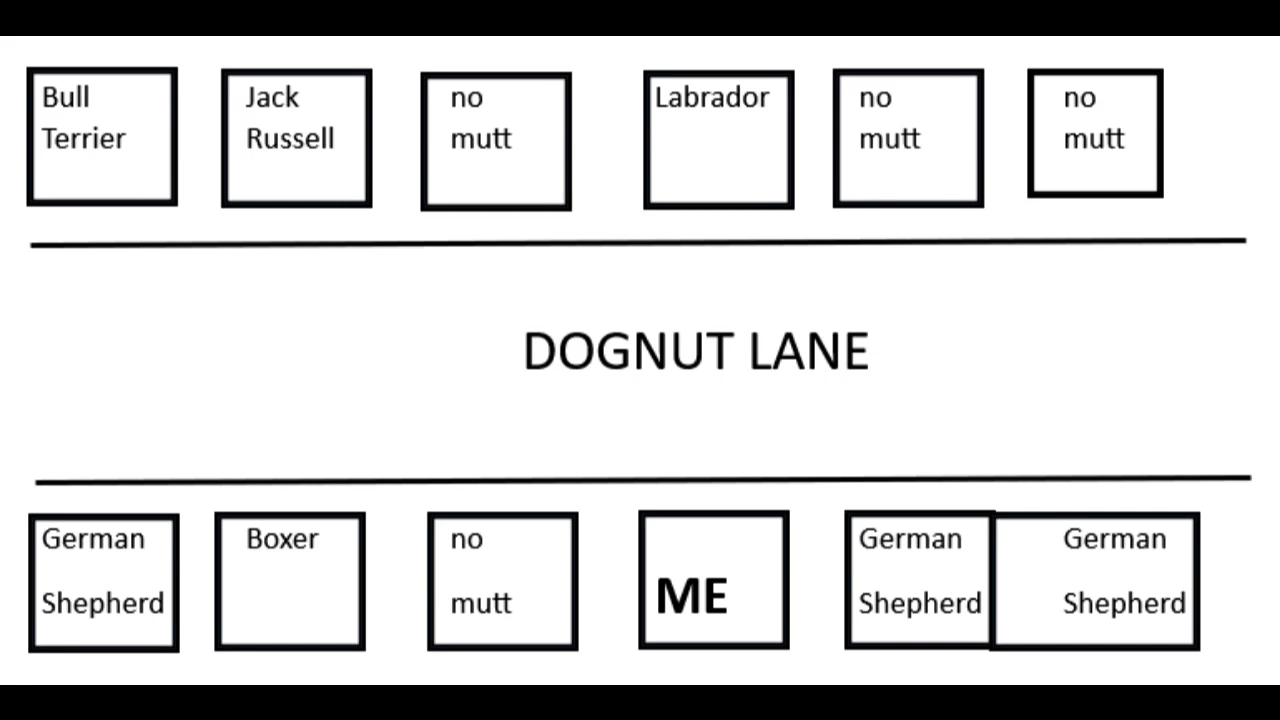 Bull
Terrier
Jack
Russell
no
mutt
Labrador
no
mutt
no
mutt
DOGNUT LANE
German
Shepherd
Boxer
no
mutt
ME
German
Shepherd
German
Shepherd